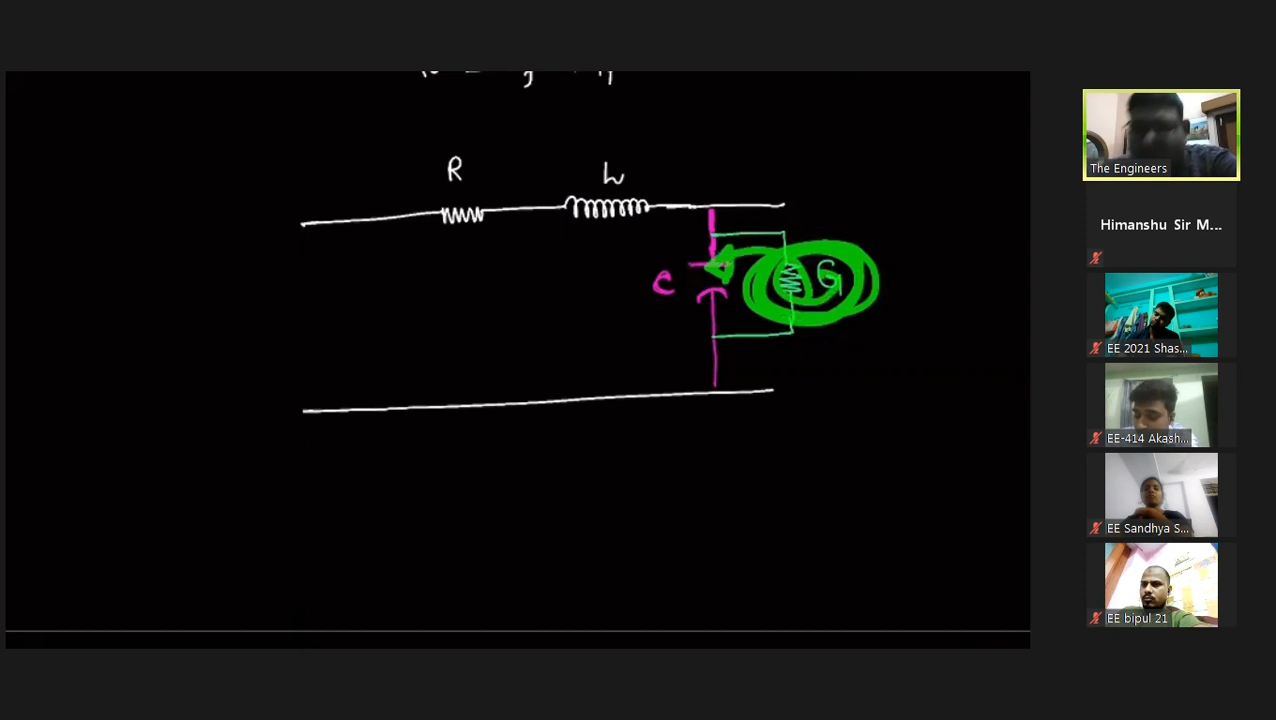 R
L
C
G
The Engineers
Himanshu Sir M...
EE 2021 Shas...
EE-414 Akash...
EE Sandhya S...
EE bipul 21